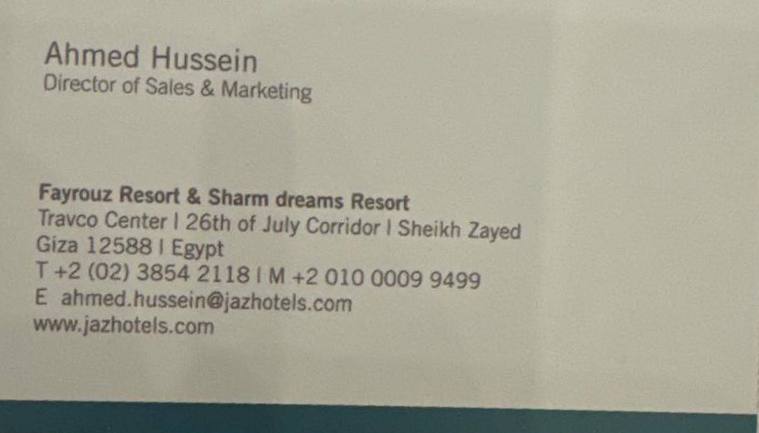 Ahmed Hussein
Director of Sales & Marketing
Fayrouz Resort & Sharm dreams Resort
Travco Center | 26th of July Corridor | Sheikh Zayed
Giza 12588 | Egypt
T +2 (02) 3854 2118 | M +2 010 0009 9499
E ahmed.hussein@jazhotels.com
www.jazhotels.com